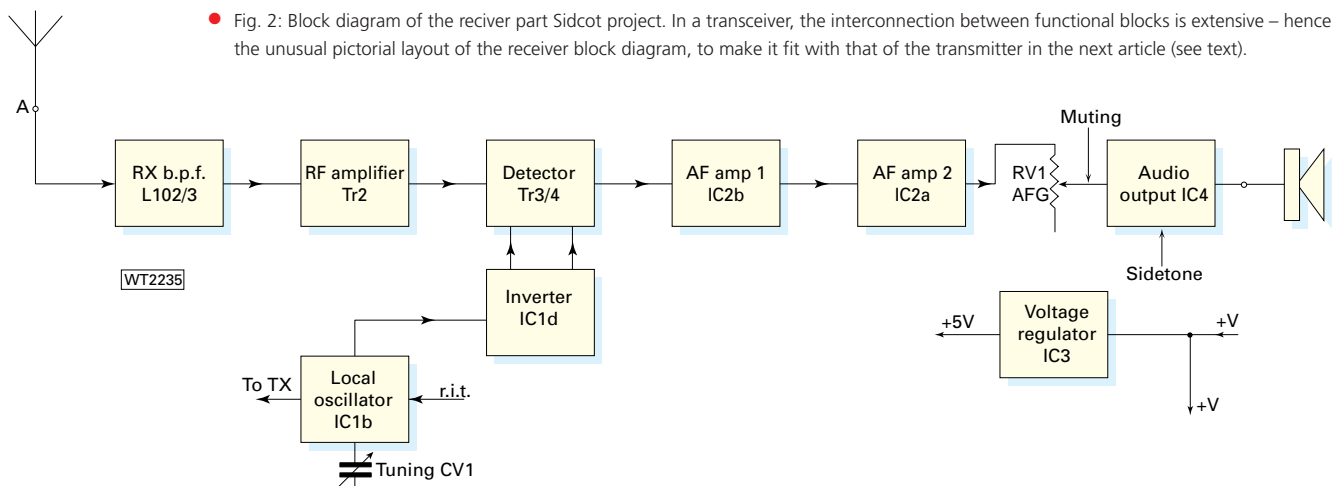 Fig. 2: Block diagram of the reciver part Sidcot project. In a transceiver, the interconnection between functional blocks is extensive – hence
the unusual pictorial layout of the receiver block diagram, to make it fit with that of the transmitter in the next article (see text).
A
RX b.p.f.
L102/3
RF amplifier
Tr2
Detector
Tr3/4
AF amp 1
IC2b
AF amp 2
IC2a
RV1
AFG
Muting
Audio
output IC4
Sidetone
WT2235
Inverter
IC1d
Voltage
regulator
IC3
+5V
+V
+V
To TX
Local
oscillator
IC1b
r.i.t.
Tuning CV1